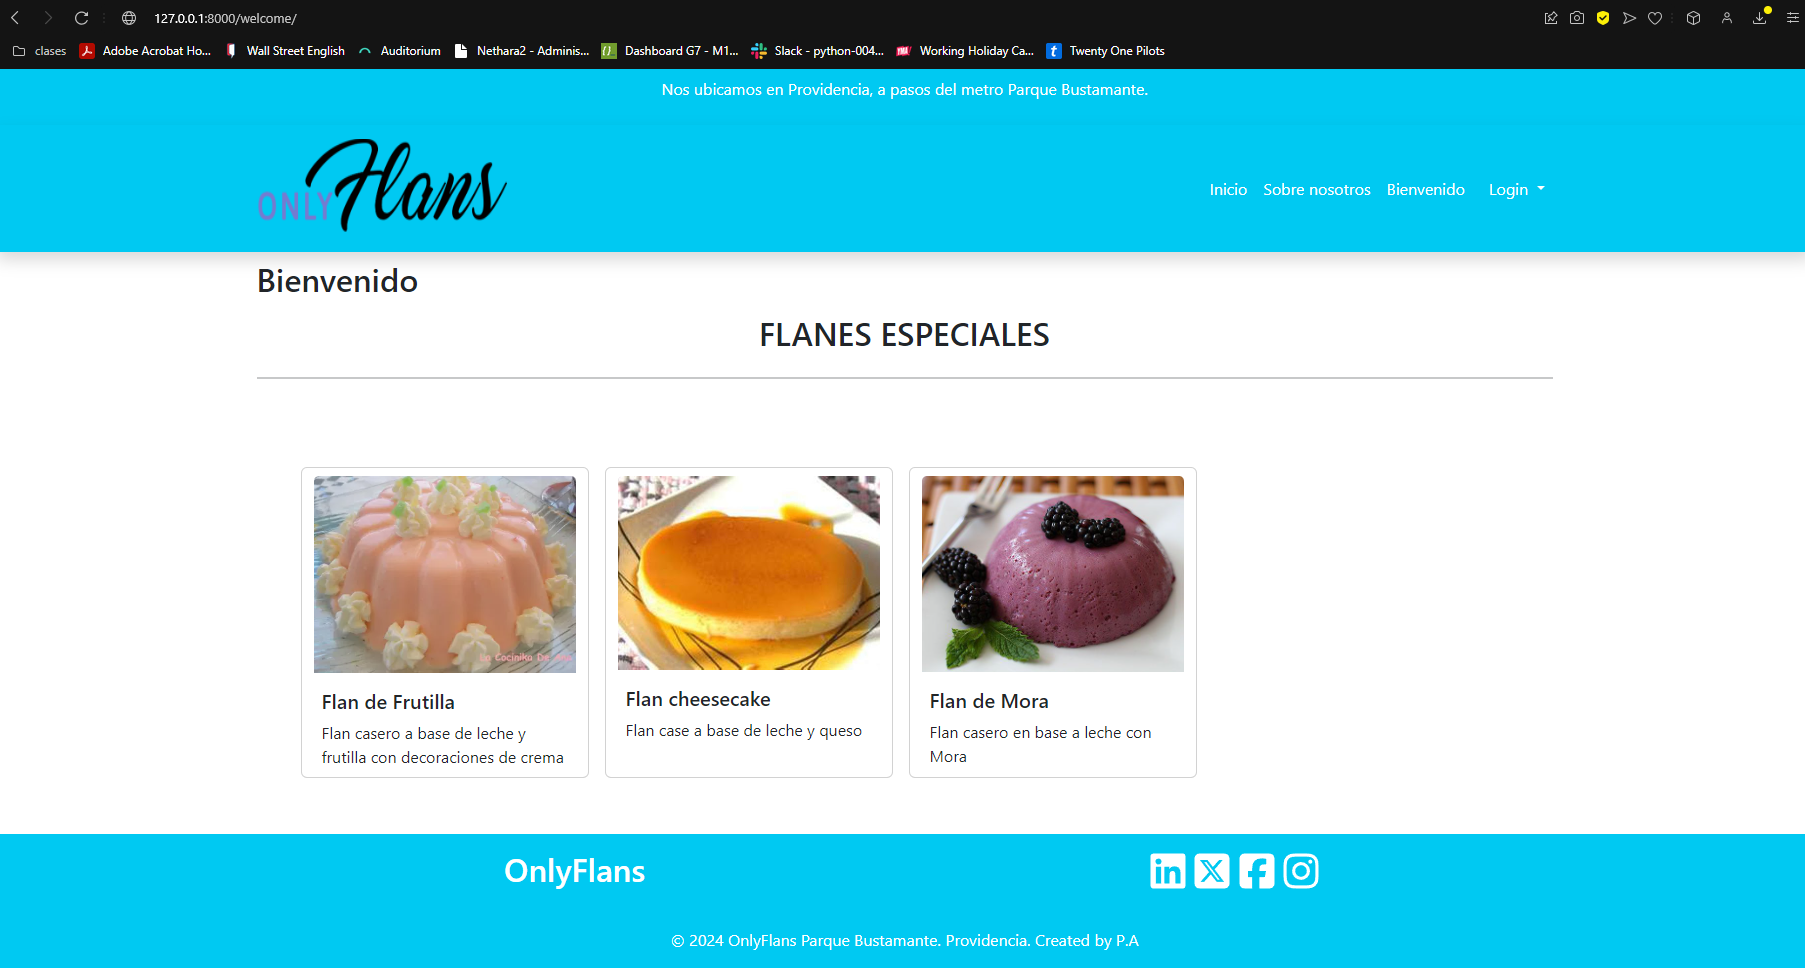 127.0.0.1:8000/welcome/
clases Adobe Acrobat Ho... Wall Street English Auditorium Nethara2 - Adminis... Dashboard G7 - M1... Slack - python-004... Working Holiday Ca... Twenty One Pilots
Nos ubicamos en Providencia, a pasos del metro Parque Bustamante.
ONLY Flans
Inicio Sobre nosotros Bienvenido Login
Bienvenido
FLANES ESPECIALES
Flan de Frutilla
Flan casero a base de leche y
frutilla con decoraciones de crema
Flan cheesecake
Flan case a base de leche y queso
Flan de Mora
Flan casero en base a leche con
Mora
OnlyFlans
© 2024 OnlyFlans Parque Bustamante. Providencia. Created by P.A